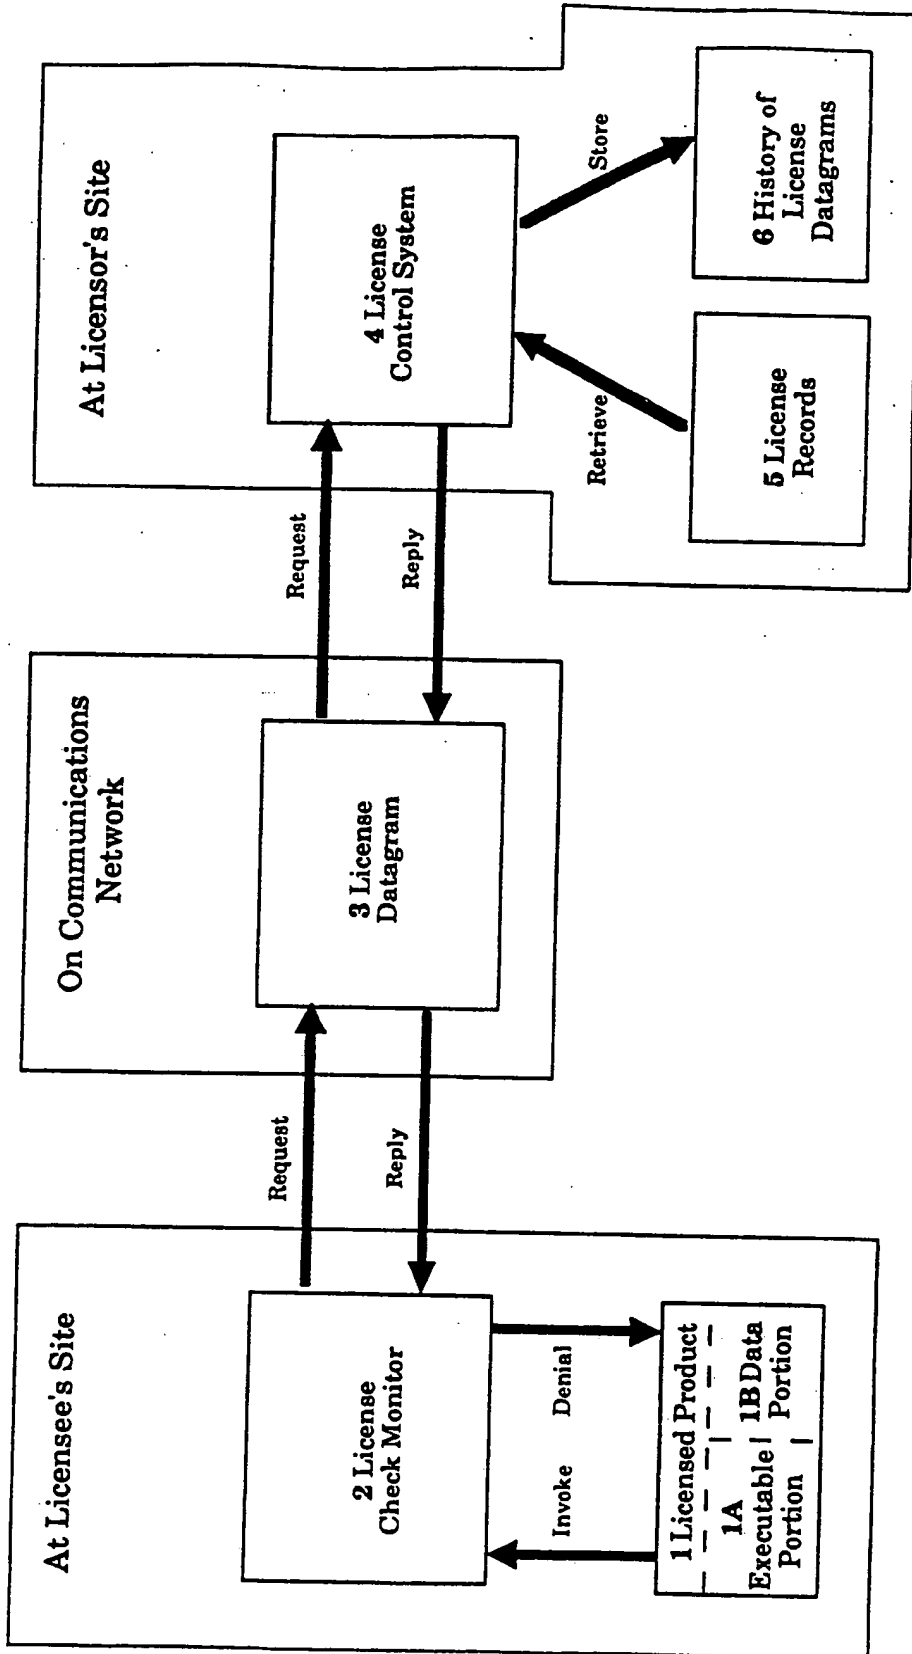 At Licensee's Site
2 License
Check Monitor
Invoke
Denial
1 Licensed Product
1A
Executable
Portion
1B Data
Portion
Request
Reply
On Communications
Network
3 License
Datagram
Request
Reply
At Licensor's Site
4 License
Control System
Retrieve
Store
5 License
Records
6 History of
License
Datagrams